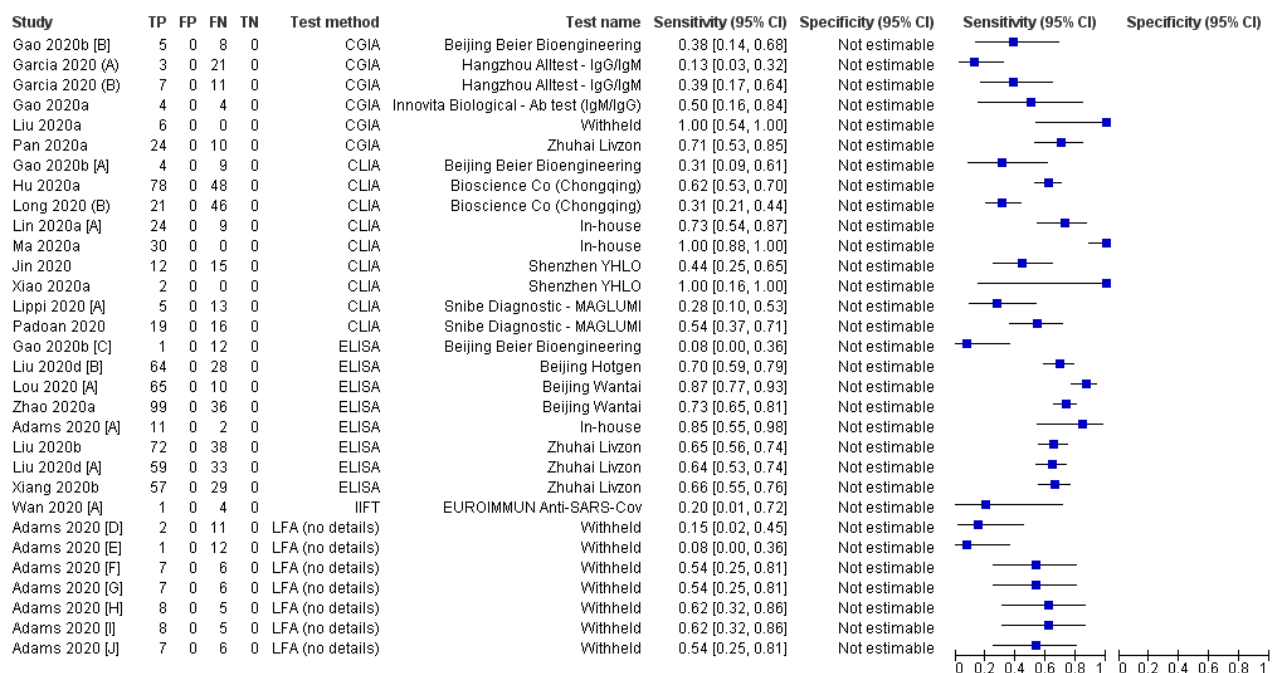 Study TP FP FN TN Test method Test name Sensitivity (95% CI) Specificity (95% CI) Sensitivity (95% CI) Specificity (95% CI)
Gao 2020b [B] 5 0 8 0 CGIA Beijing Beier Bioengineering 0.38 [0.14, 0.68] Not estimable
Garcia 2020 (A) 3 0 21 0 CGIA Hangzhou Alltest - IgG/IgM 0.13 [0.03, 0.32] Not estimable
Garcia 2020 (B) 7 0 11 0 CGIA Hangzhou Alltest - IgG/IgM 0.39 [0.17, 0.64] Not estimable
Gao 2020a 4 0 4 0 CGIA Innovita Biological - Ab test (IgM/IgG) 0.50 [0.16, 0.84] Not estimable
Liu 2020a 6 0 0 0 CGIA Withheld 1.00 [0.54, 1.00] Not estimable
Pan 2020a 24 0 10 0 CGIA Zhuhai Livzon 0.71 [0.53, 0.85] Not estimable
Gao 2020b [A] 4 0 9 0 CLIA Beijing Beier Bioengineering 0.31 [0.09, 0.61] Not estimable
Hu 2020a 78 0 48 0 CLIA Bioscience Co (Chongqing) 0.62 [0.53, 0.70] Not estimable
Long 2020 (B) 21 0 46 0 CLIA Bioscience Co (Chongqing) 0.31 [0.21, 0.44] Not estimable
Lin 2020a [A] 24 0 9 0 CLIA In-house 0.73 [0.54, 0.87] Not estimable
Ma 2020a 30 0 0 0 CLIA In-house 1.00 [0.88, 1.00] Not estimable
Jin 2020 12 0 15 0 CLIA Shenzhen YHLO 0.44 [0.25, 0.65] Not estimable
Xiao 2020a 2 0 0 0 CLIA Shenzhen YHLO 1.00 [0.16, 1.00] Not estimable
Lippi 2020 [A] 5 0 13 0 CLIA Snibe Diagnostic - MAGLUMI 0.28 [0.10, 0.53] Not estimable
Padoan 2020 19 0 16 0 CLIA Snibe Diagnostic - MAGLUMI 0.54 [0.37, 0.71] Not estimable
Gao 2020b [C] 1 0 12 0 ELISA Beijing Beier Bioengineering 0.08 [0.00, 0.36] Not estimable
Liu 2020d [B] 64 0 28 0 ELISA Beijing Hotgen 0.70 [0.59, 0.79] Not estimable
Lou 2020 [A] 65 0 10 0 ELISA Beijing Wantai 0.87 [0.77, 0.93] Not estimable
Zhao 2020a 99 0 36 0 ELISA Beijing Wantai 0.73 [0.65, 0.81] Not estimable
Adams 2020 [A] 11 0 2 0 ELISA In-house 0.85 [0.55, 0.98] Not estimable
Liu 2020b 72 0 38 0 ELISA Zhuhai Livzon 0.65 [0.56, 0.74] Not estimable
Liu 2020d [A] 59 0 33 0 ELISA Zhuhai Livzon 0.64 [0.53, 0.74] Not estimable
Xiang 2020b 57 0 29 0 ELISA Zhuhai Livzon 0.66 [0.55, 0.76] Not estimable
Wan 2020 [A] 1 0 4 0 IIFT EUROIMMUN Anti-SARS-Cov 0.20 [0.01, 0.72] Not estimable
Adams 2020 [D] 2 0 11 0 LFA (no details) Withheld 0.15 [0.02, 0.45] Not estimable
Adams 2020 [E] 1 0 12 0 LFA (no details) Withheld 0.08 [0.00, 0.36] Not estimable
Adams 2020 [F] 7 0 6 0 LFA (no details) Withheld 0.54 [0.25, 0.81] Not estimable
Adams 2020 [G] 7 0 6 0 LFA (no details) Withheld 0.54 [0.25, 0.81] Not estimable
Adams 2020 [H] 8 0 5 0 LFA (no details) Withheld 0.62 [0.32, 0.86] Not estimable
Adams 2020 [I] 8 0 5 0 LFA (no details) Withheld 0.62 [0.32, 0.86] Not estimable
Adams 2020 [J] 7 0 6 0 LFA (no details) Withheld 0.54 [0.25, 0.81] Not estimable
0 0.2 0.4 0.6 0.8 1 0 0.2 0.4 0.6 0.8 1